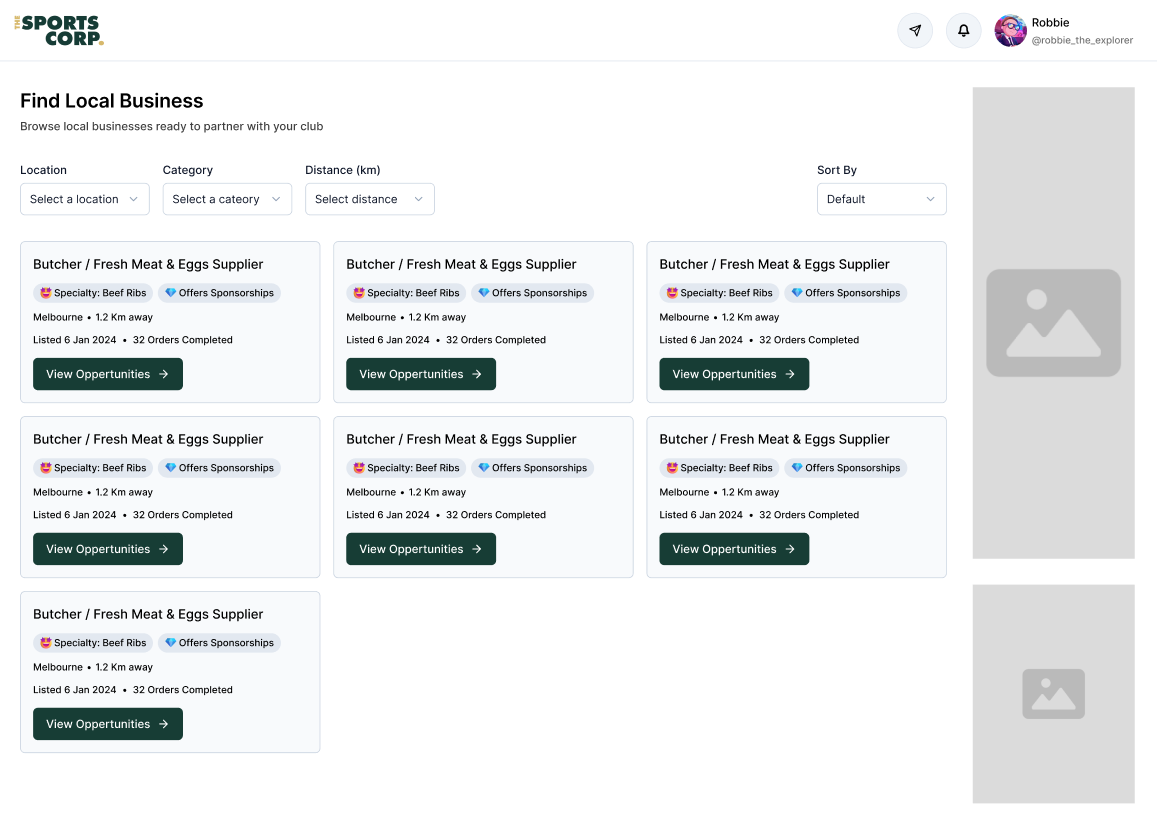 THE SPORTS
CORP.
Robbie
@robbie_the_explorer
Find Local Business
Browse local businesses ready to partner with your club
Location
Category
Distance (km)
Sort By
Select a location
Select a cateory
Select distance
Default
Butcher / Fresh Meat & Eggs Supplier
Specialty: Beef Ribs
Offers Sponsorships
Melbourne • 1.2 Km away
Listed 6 Jan 2024 • 32 Orders Completed
View Oppertunities
Butcher / Fresh Meat & Eggs Supplier
Specialty: Beef Ribs
Offers Sponsorships
Melbourne • 1.2 Km away
Listed 6 Jan 2024 • 32 Orders Completed
View Oppertunities
Butcher / Fresh Meat & Eggs Supplier
Specialty: Beef Ribs
Offers Sponsorships
Melbourne • 1.2 Km away
Listed 6 Jan 2024 • 32 Orders Completed
View Oppertunities
Butcher / Fresh Meat & Eggs Supplier
Specialty: Beef Ribs
Offers Sponsorships
Melbourne • 1.2 Km away
Listed 6 Jan 2024 • 32 Orders Completed
View Oppertunities
Butcher / Fresh Meat & Eggs Supplier
Specialty: Beef Ribs
Offers Sponsorships
Melbourne • 1.2 Km away
Listed 6 Jan 2024 • 32 Orders Completed
View Oppertunities
Butcher / Fresh Meat & Eggs Supplier
Specialty: Beef Ribs
Offers Sponsorships
Melbourne • 1.2 Km away
Listed 6 Jan 2024 • 32 Orders Completed
View Oppertunities
Butcher / Fresh Meat & Eggs Supplier
Specialty: Beef Ribs
Offers Sponsorships
Melbourne • 1.2 Km away
Listed 6 Jan 2024 • 32 Orders Completed
View Oppertunities